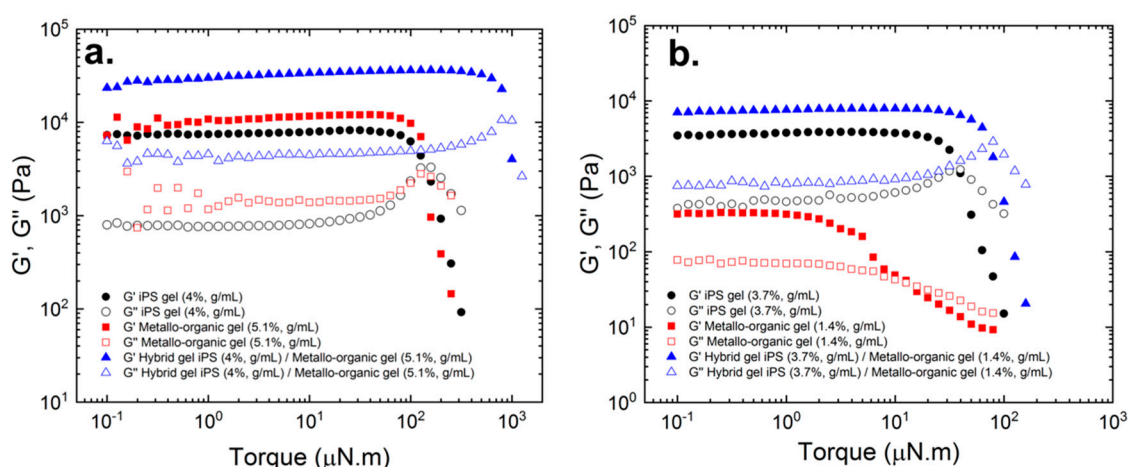 a.
10^5
10^4
10^3
10^2
10^1
G', G'' (Pa)
G' iPS gel (4%, g/mL)
G'' iPS gel (4%, g/mL)
G' Metallo-organic gel (5.1%, g/mL)
G'' Metallo-organic gel (5.1%, g/mL)
G' Hybrid gel iPS (4%, g/mL) / Metallo-organic gel (5.1%, g/mL)
G'' Hybrid gel iPS (4%, g/mL) / Metallo-organic gel (5.1%, g/mL)
10^-1 10^0 10^1 10^2 10^3
Torque (μN.m)
b.
10^5
10^4
10^3
10^2
10^1
10^0
G', G'' (Pa)
G' iPS gel (3.7%, g/mL)
G'' iPS gel (3.7%, g/mL)
G' Metallo-organic gel (1.4%, g/mL)
G'' Metallo-organic gel (1.4%, g/mL)
G' Hybrid gel iPS (3.7%, g/mL) / Metallo-organic gel (1.4%, g/mL)
G'' Hybrid gel iPS (3.7%, g/mL) / Metallo-organic gel (1.4%, g/mL)
10^-1 10^0 10^1 10^2 10^3
Torque (μN.m)